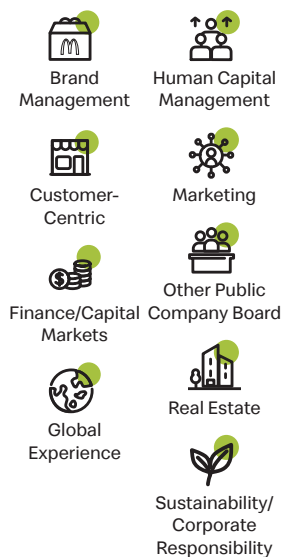 Brand
Management
Human Capital
Management
Customer-
Centric
Marketing
Finance/Capital
Markets
Other Public
Company Board
Global
Experience
Real Estate
Sustainability/
Corporate
Responsibility